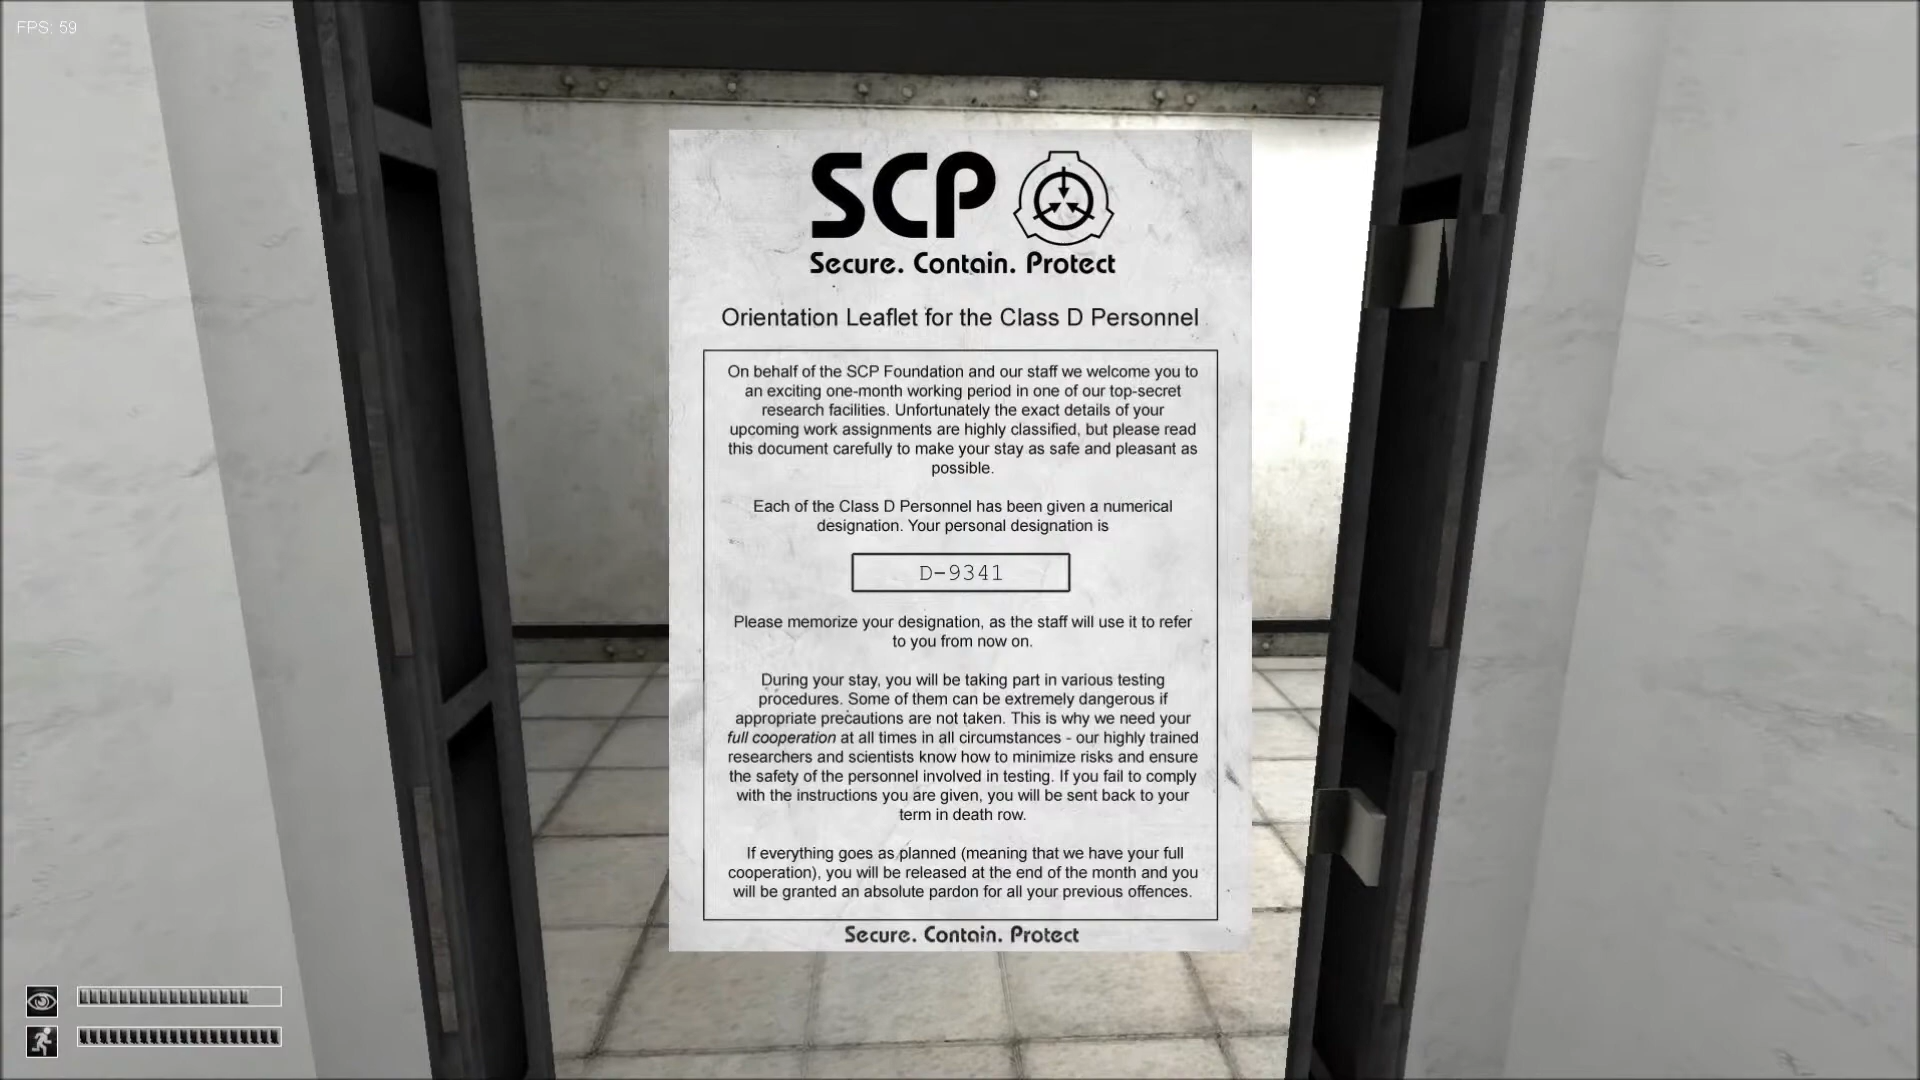 FPS: 59
SCP
Secure. Contain. Protect
Orientation Leaflet for the Class D Personnel
On behalf of the SCP Foundation and our staff we welcome you to
an exciting one-month working period in one of our top-secret
research facilities. Unfortunately the exact details of your
upcoming work assignments are highly classified, but please read
this document carefully to make your stay as safe and pleasant as
possible.
Each of the Class D Personnel has been given a numerical
designation. Your personal designation is
D-9341
Please memorize your designation, as the staff will use it to refer
to you from now on.
During your stay, you will be taking part in various testing
procedures. Some of them can be extremely dangerous if
appropriate precautions are not taken. This is why we need your
full cooperation at all times in all circumstances - our highly trained
researchers and scientists know how to minimize risks and ensure
the safety of the personnel involved in testing. If you fail to comply
with the instructions you are given, you will be sent back to your
term in death row.
If everything goes as planned (meaning that we have your full
cooperation), you will be released at the end of the month and you
will be granted an absolute pardon for all your previous offences.
Secure. Contain. Protect